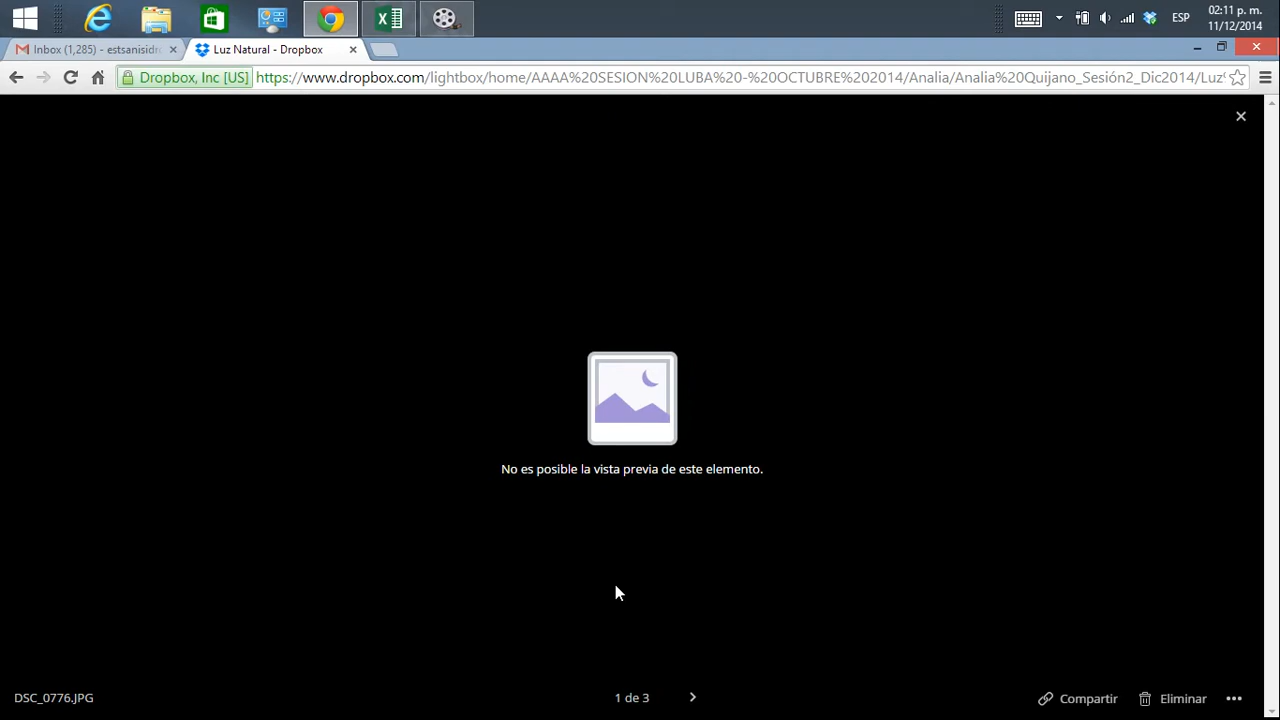 02:11 p. m.
ESP
11/12/2014
Inbox (1,285) - estsanisidr
Luz Natural - Dropbox
Dropbox, Inc [US]
https://www.dropbox.com/lightbox/home/AAAA%20SESION%20LUBA%20-%20OCTUBRE%202014/Analia/Analia%20Quijano_Sesión2_Dic2014/Luz
No es posible la vista previa de este elemento.
DSC_0776.JPG
1 de 3
Compartir
Eliminar